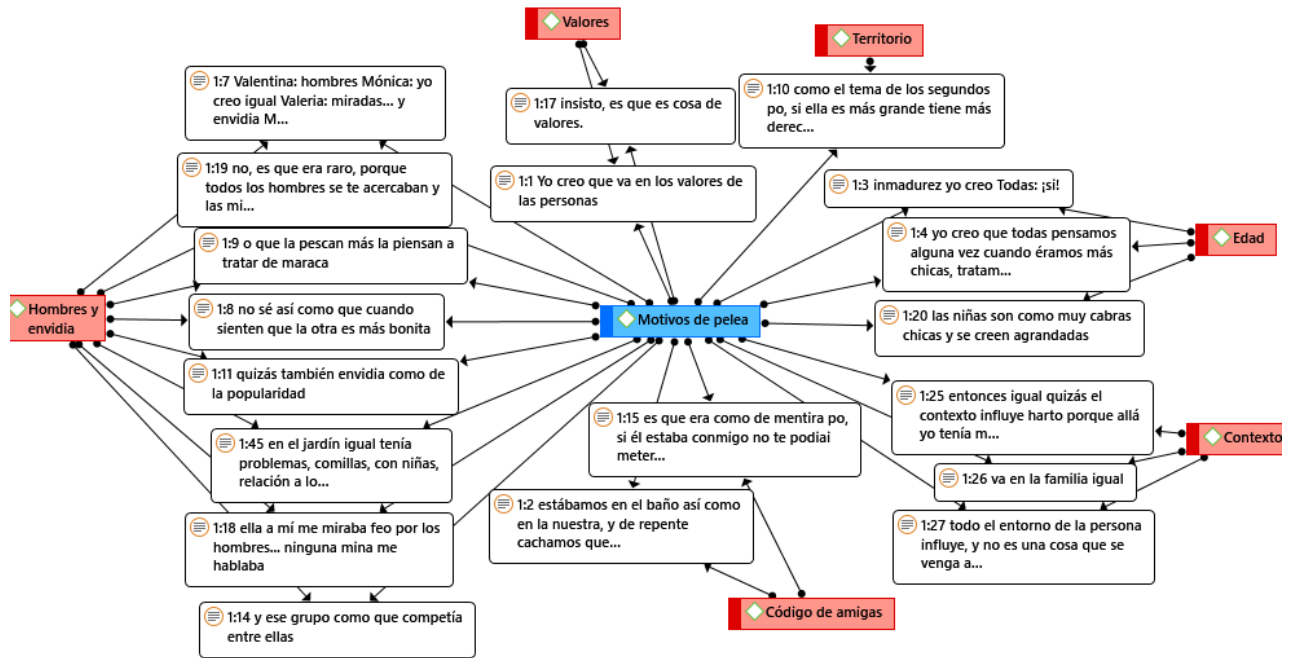 Valores
Territorio
1:7 Valentina: hombres Mónica: yo
creo igual Valeria: miradas... y
envidia M...
1:17 insisto, es que es cosa de
valores.
1:10 como el tema de los segundos
po, si ella es más grande tiene más
derec...
1:19 no, es que era raro, porque
todos los hombres se te acercaban y
las mi...
1:1 Yo creo que va en los valores de
las personas
1:3 inmadurez yo creo Todas: ¡si!
1:9 o que la pescan más la piensan a
tratar de maraca
1:4 yo creo que todas pensamos
alguna vez cuando éramos más
chicas, tratam...
Edad
Hombres y
envidia
1:8 no sé así como que cuando
sienten que la otra es más bonita
Motivos de pelea
1:20 las niñas son como muy cabras
chicas y se creen agrandadas
1:11 quizás también envidia como de
la popularidad
1:25 entonces igual quizás el
contexto influye harto porque allá
yo tenía m...
1:15 es que era como de mentira po,
si él estaba conmigo no te podiai
meter...
1:45 en el jardín igual tenía
problemas, comillas, con niñas,
relación a lo...
Contexto
1:26 va en la familia igual
1:2 estábamos en el baño así como
en la nuestra, y de repente
cachamos que...
1:18 ella a mí me miraba feo por los
hombres... ninguna mina me
hablaba
1:27 todo el entorno de la persona
influye, y no es una cosa que se
venga a...
Código de amigas
1:14 y ese grupo como que competía
entre ellas